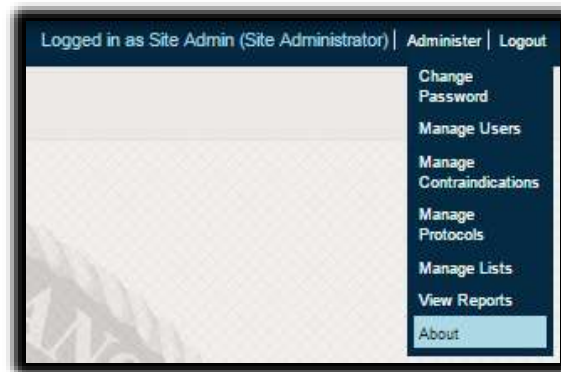 Logged in as Site Admin (Site Administrator) | Administer | Logout
Change
Password
Manage Users
Manage
Contraindications
Manage
Protocols
Manage Lists
View Reports
About